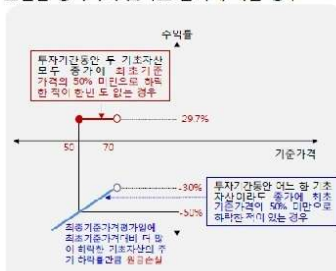 수익률
투자기간동안 두 기초자산
모두 종가에 최초기준
가격의 50% 미만으로 하락
한 적이 한번 도 없는 경우
29.7%
50 70
기준가격
-30%
-50%
투자기간동안 어느 한 기초
자산이라도 종가에 최초
기준가격의 50% 미만으로
하락한 적이 있는 경우
최종기준가격평가일에
최초기준가격대비 더 많
이 하락한 기초자산의 주
가 하락률만큼 원금손실